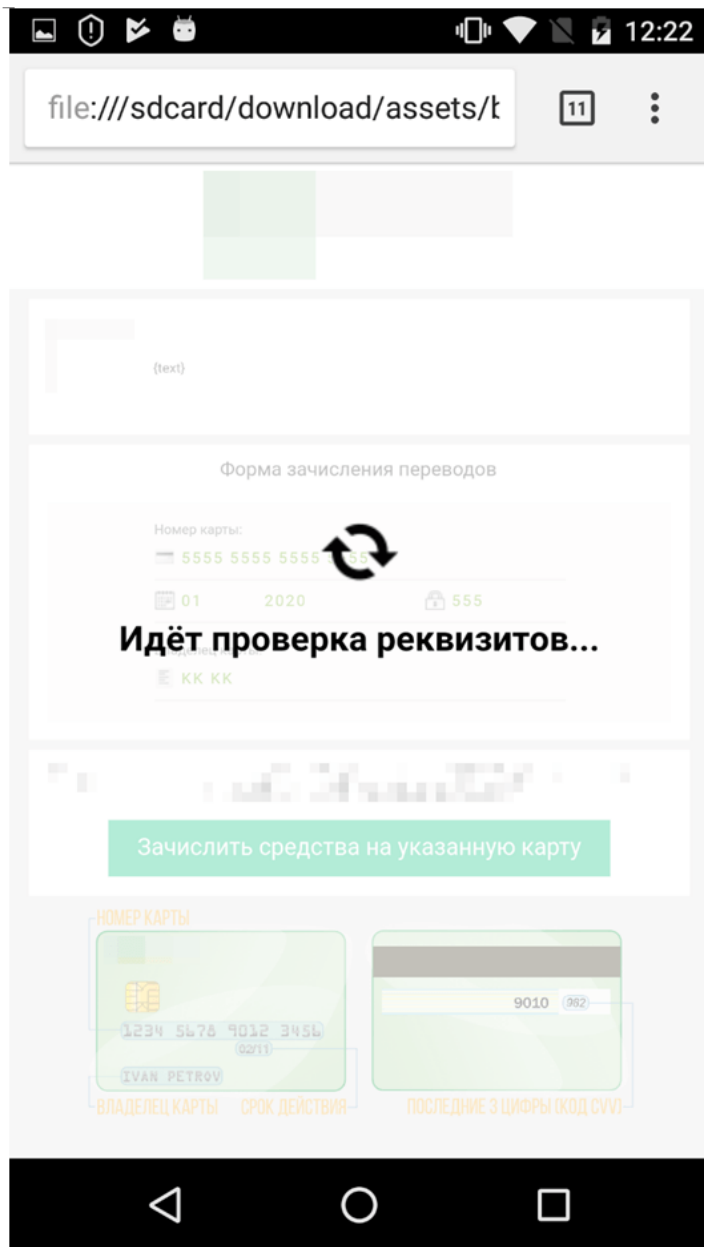 12:22
file:///sdcard/download/assets/b
11
{text}
Форма зачисления переводов
Номер карты:
5555 5555 5555 5555
01 2020 555
Идёт проверка реквизитов...
KK KK
Зачислить средства на указанную карту
НОМЕР КАРТЫ
9010 982
1234 5678 9012 3456
02/11
IVAN PETROV
ВЛАДЕЛЕЦ КАРТЫ СРОК ДЕЙСТВИЯ ПОСЛЕДНИЕ 3 ЦИФРЫ (КОД CVV)